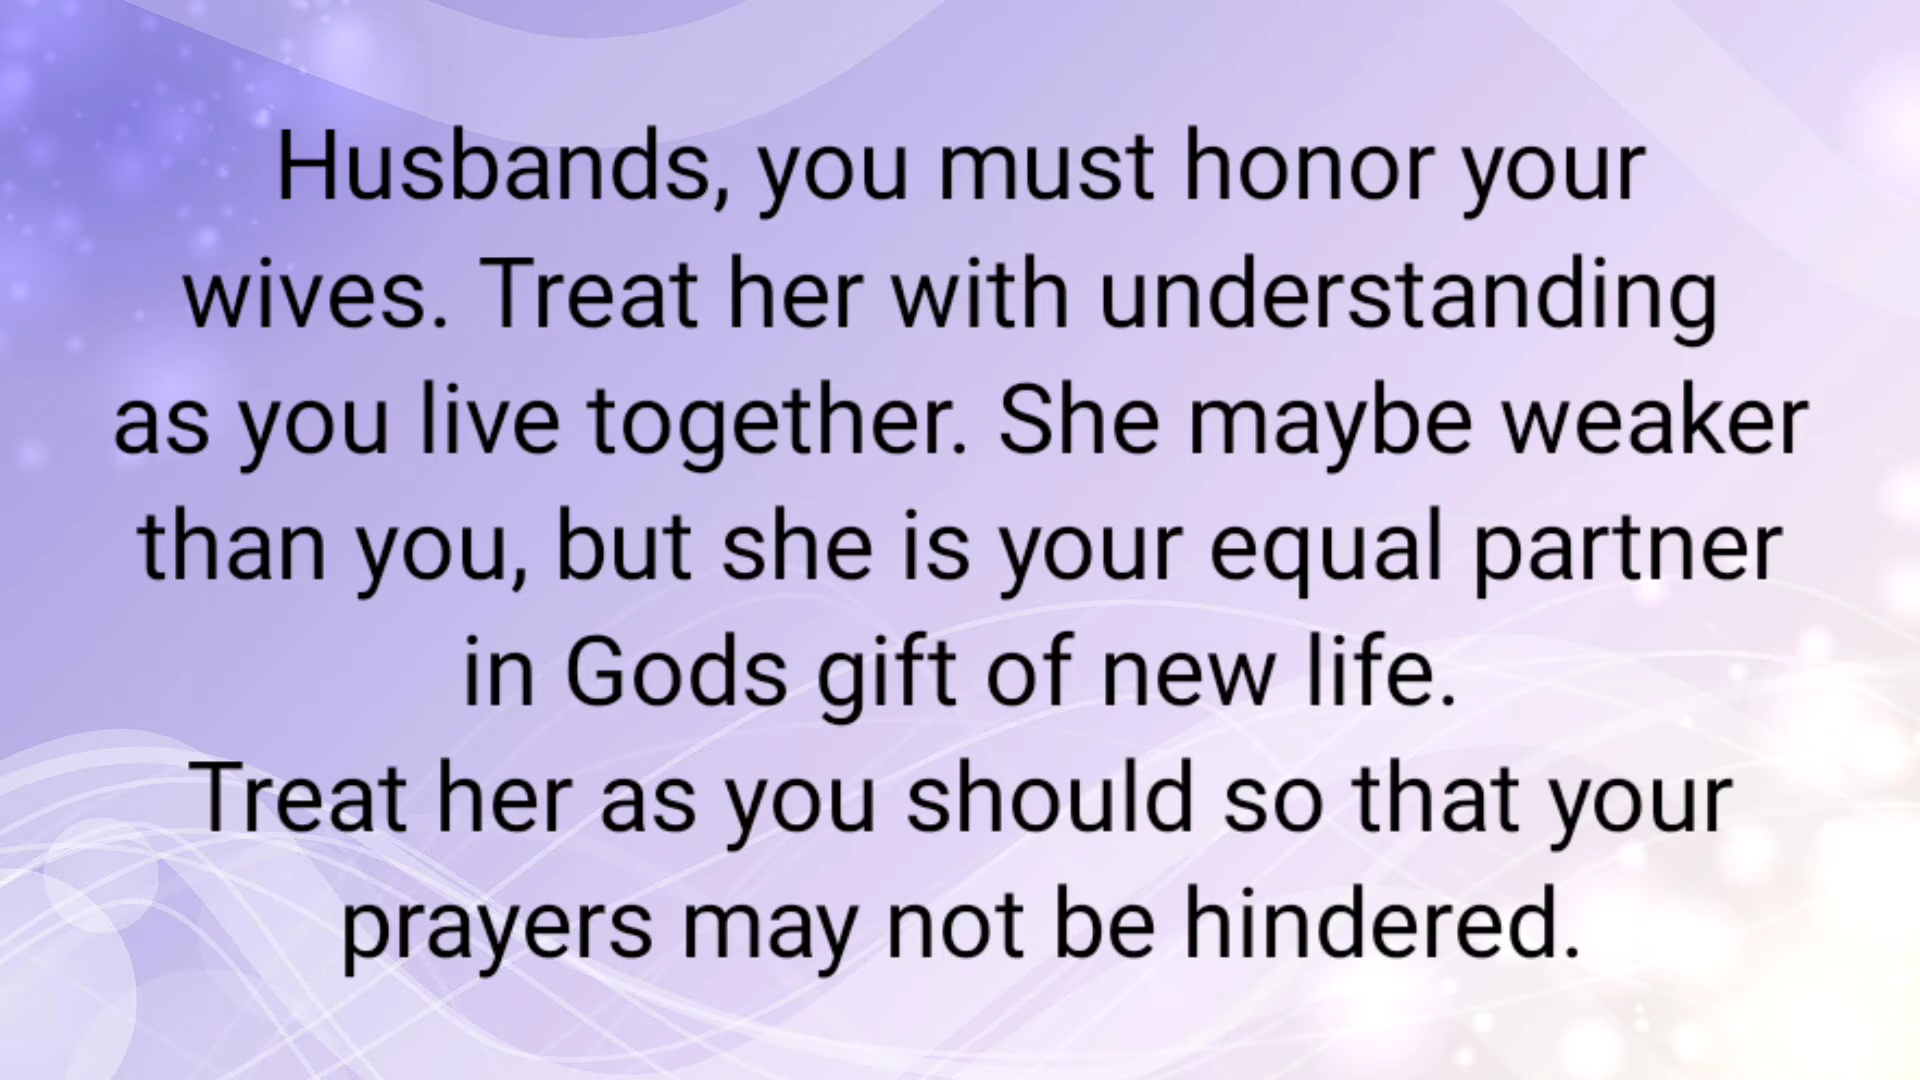 Husbands, you must honor your
wives. Treat her with understanding
as you live together. She maybe weaker
than you, but she is your equal partner
in Gods gift of new life.
Treat her as you should so that your
prayers may not be hindered.